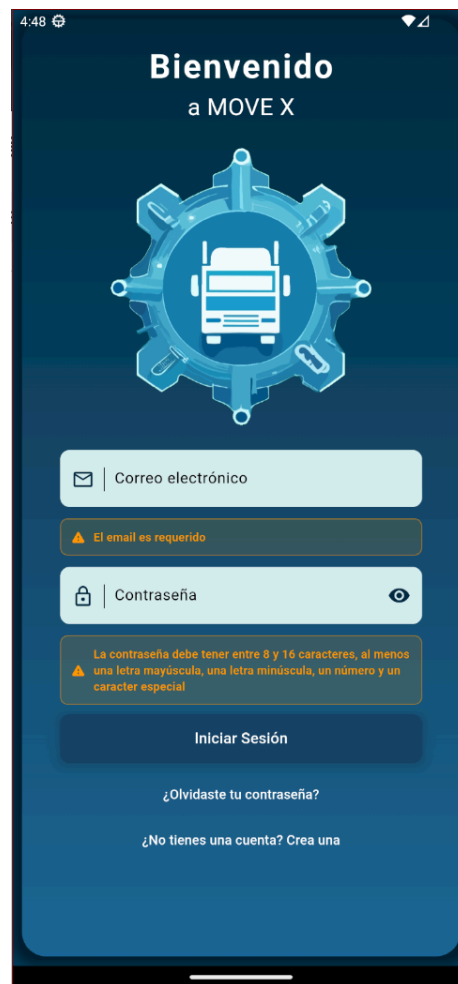 4:48
Bienvenido
a MOVE X
Correo electrónico
El email es requerido
Contraseña
La contraseña debe tener entre 8 y 16 caracteres, al menos
una letra mayúscula, una letra minúscula, un número y un
caracter especial
Iniciar Sesión
¿Olvidaste tu contraseña?
¿No tienes una cuenta? Crea una